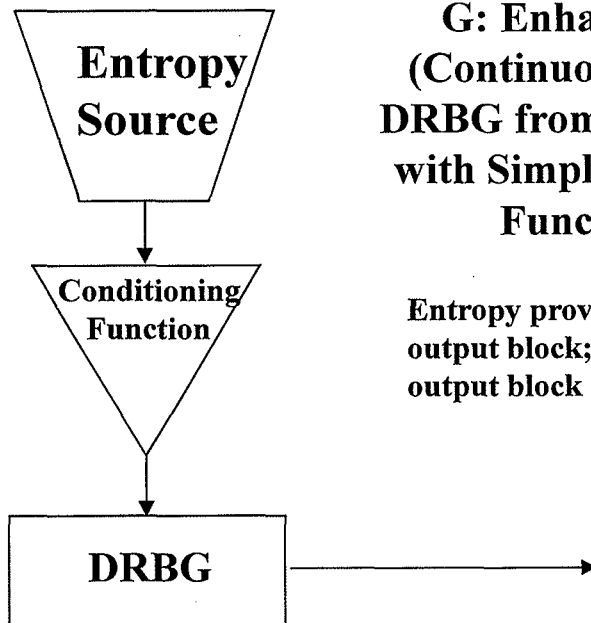 Entropy
Source
Conditioning
Function
DRBG
G: Enha
(Continuo
DRBG from
with Simpl
Func
Entropy prov
output block;
output block